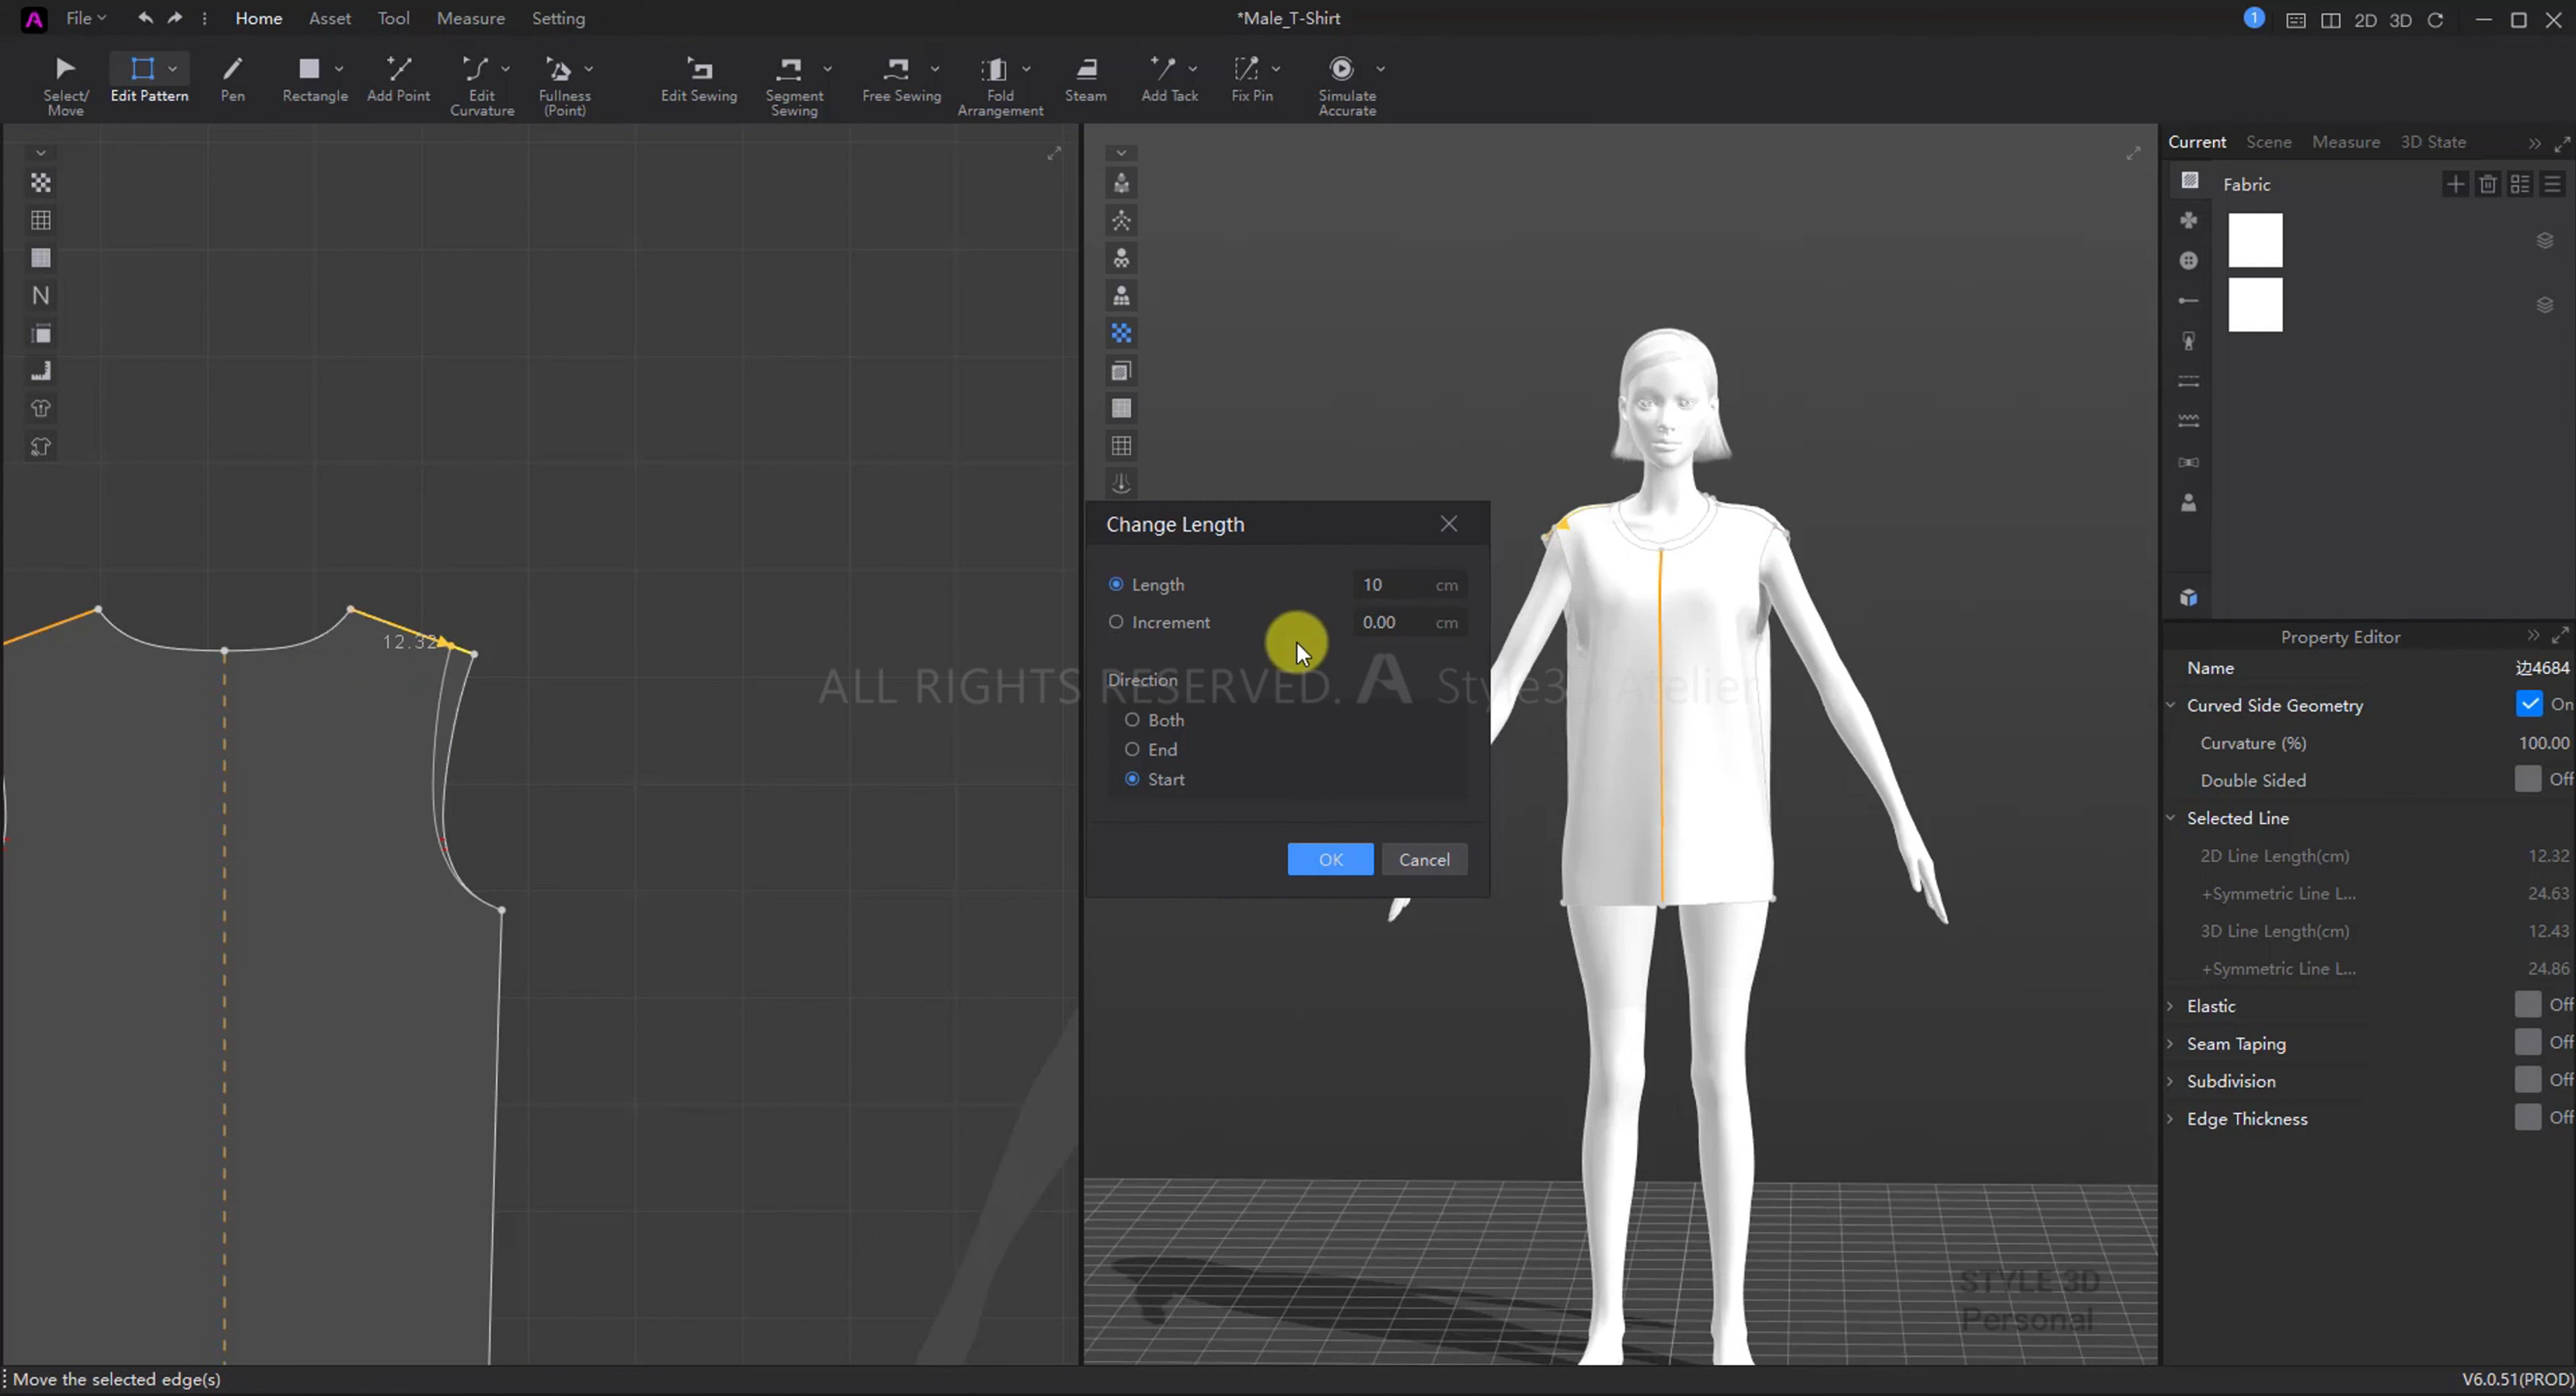 File
Home
Asset
Tool
Measure
Setting
*Male_T-Shirt
1
2D
3D
Select/
Move
Edit Pattern
Pen
Rectangle
Add Point
Edit
Curvature
Fullness
(Point)
Edit Sewing
Segment
Sewing
Free Sewing
Fold
Arrangement
Steam
Add Tack
Fix Pin
Simulate
Accurate
Current
Scene
Measure
3D State
Fabric
N
12.32
Change Length
Length 10 cm
Increment 0.00 cm
Direction
Both
End
Start
OK
Cancel
ALL RIGHTS RESERVED.
Atelier
STYLE 3D
Personal
Property Editor
Name 边4684
Curved Side Geometry On
Curvature (%) 100.00
Double Sided Off
Selected Line
2D Line Length(cm) 12.32
+Symmetric Line L... 24.63
3D Line Length(cm) 12.43
+Symmetric Line L... 24.86
Elastic Off
Seam Taping Off
Subdivision Off
Edge Thickness Off
Move the selected edge(s)
V6.0.51(PROD)